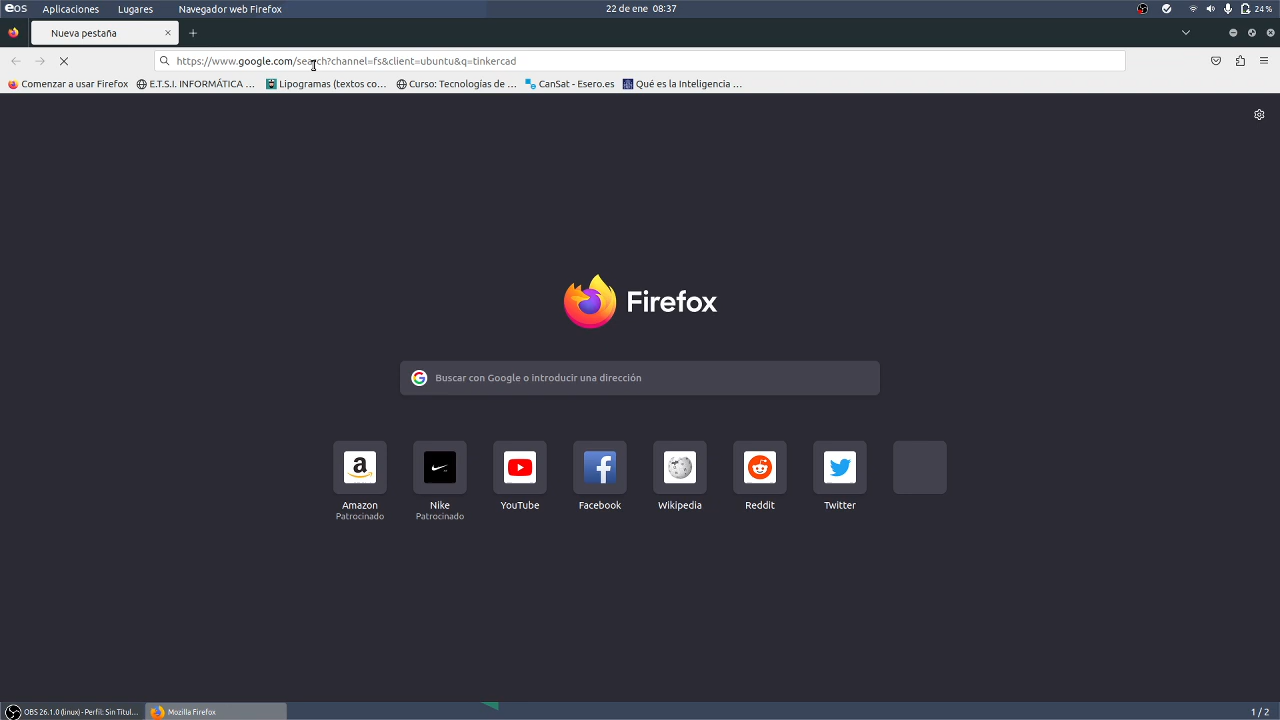 eos Aplicaciones Lugares Navegador web Firefox 22 de ene 08:37 24 %
Nueva pestaña
https://www.google.com/search?channel=fs&client=ubuntu&q=tinkercad
Comenzar a usar Firefox E.T.S.I. INFORMÁTICA ... Lipogramas (textos co... Curso: Tecnologías de ... CanSat - Esero.es Qué es la Inteligencia ...
Firefox
Buscar con Google o introducir una dirección
Amazon Nike YouTube Facebook Wikipedia Reddit Twitter
Patrocinado Patrocinado
OBS 26.1.0 (linux) - Perfil: Sin Titul... Mozilla Firefox 1 / 2